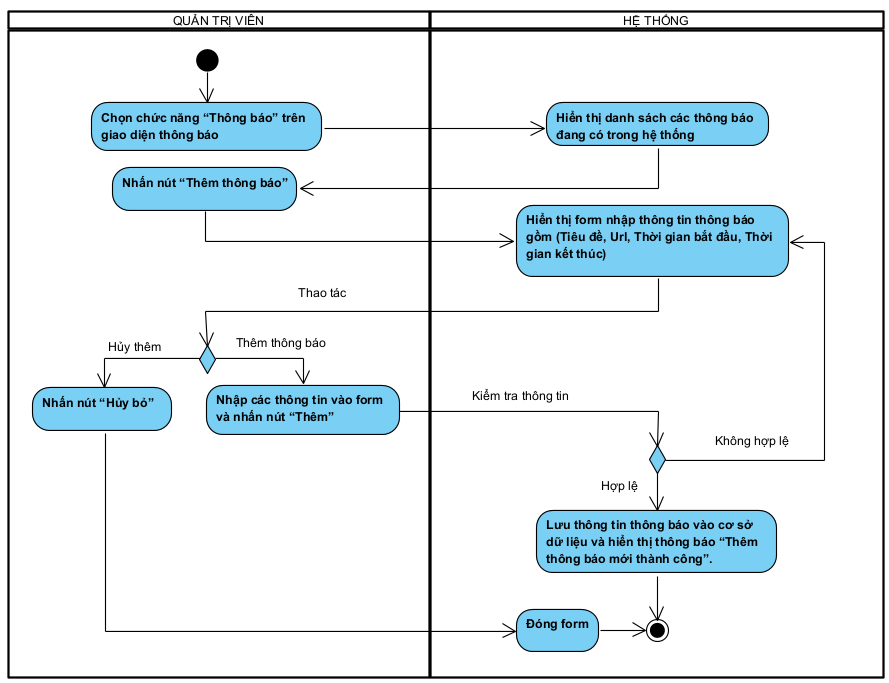 QUẢN TRỊ VIÊN
HỆ THỐNG
Chọn chức năng “Thông báo” trên
giao diện thông báo
Hiển thị danh sách các thông báo
đang có trong hệ thống
Nhấn nút “Thêm thông báo”
Hiển thị form nhập thông tin thông báo
gồm (Tiêu đề, Url, Thời gian bắt đầu, Thời
gian kết thúc)
Thao tác
Hủy thêm
Thêm thông báo
Nhấn nút “Hủy bỏ”
Nhập các thông tin vào form
và nhấn nút “Thêm”
Kiểm tra thông tin
Không hợp lệ
Hợp lệ
Lưu thông tin thông báo vào cơ sở
dữ liệu và hiển thị thông báo “Thêm
thông báo mới thành công”.
Đóng form